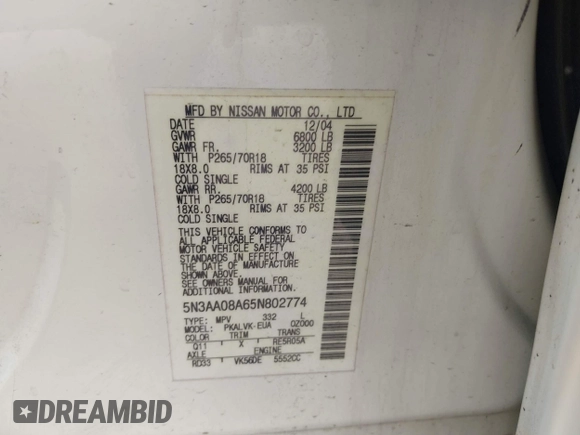 MFD BY NISSAN MOTOR CO., LTD
DATE 12/04
GVWR 6800 LB
GAWR FR. 3200 LB
WITH P265/70R18 TIRES
18X8.0 RIMS AT 35 PSI
COLD SINGLE
GAWR RR. 4200 LB
WITH P265/70R18 TIRES
18X8.0 RIMS AT 35 PSI
COLD SINGLE
THIS VEHICLE CONFORMS TO
ALL APPLICABLE FEDERAL
MOTOR VEHICLE SAFETY
STANDARDS IN EFFECT ON
THE DATE OF MANUFACTURE
SHOWN ABOVE.
SEE OWNERS MANUAL FOR
ADDITIONAL INFORMATION.
5N3AA08A65N802774
TYPE: MPV 332 L
MODEL: PKALVK-EUA QZ000
COLOR TRIM TRANS
Q11 X RE5R05A
AXLE ENGINE
RD33 VK56DE 5552CC
DREAMBID